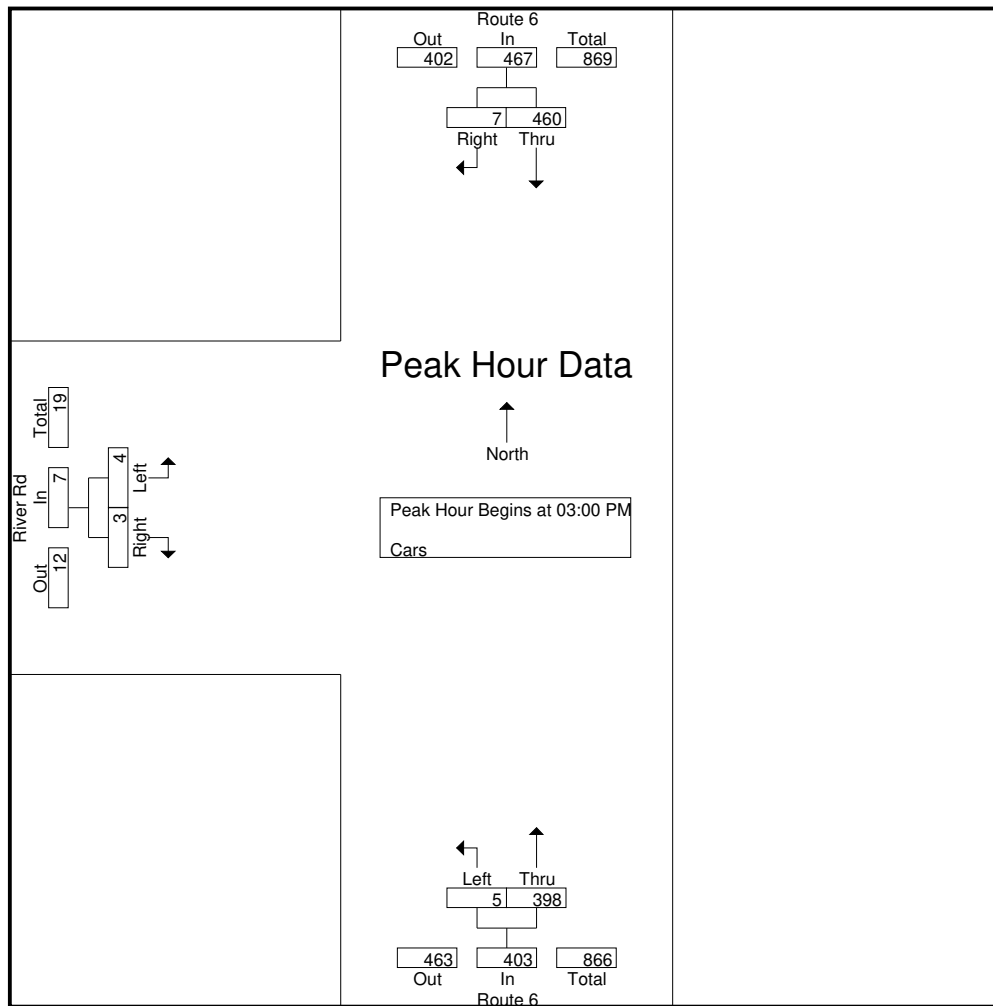 Route 6
Out In Total
402 467 869
7 460
Right Thru
Peak Hour Data
North
Peak Hour Begins at 03:00 PM
Cars
River Rd
Out In Total
12 7 19
3 4
Right Left
Left Thru
5 398
463 403 866
Out In Total
Route 6